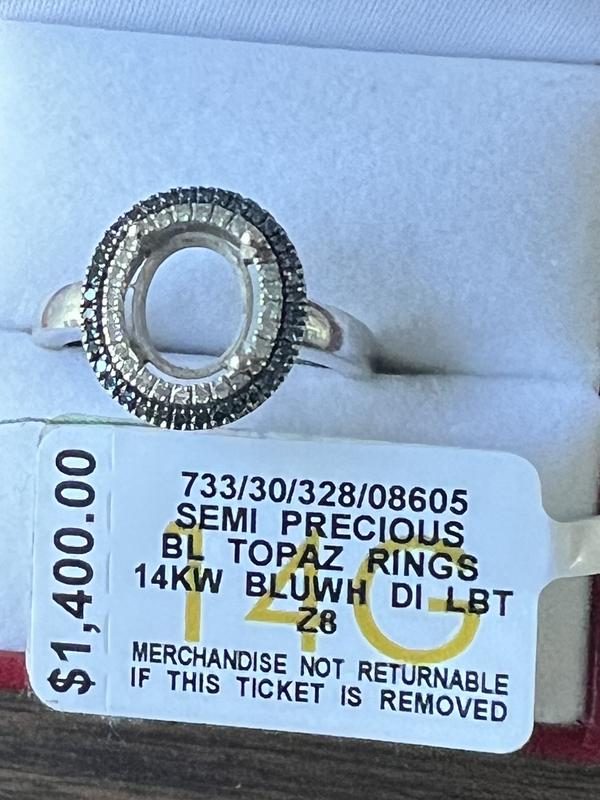 $1,400.00
733/30/328/08605
SEMI PRECIOUS
BL TOPAZ RINGS
14KW BLUWH DI LBT
Z8
14G
MERCHANDISE NOT RETURNABLE
IF THIS TICKET IS REMOVED